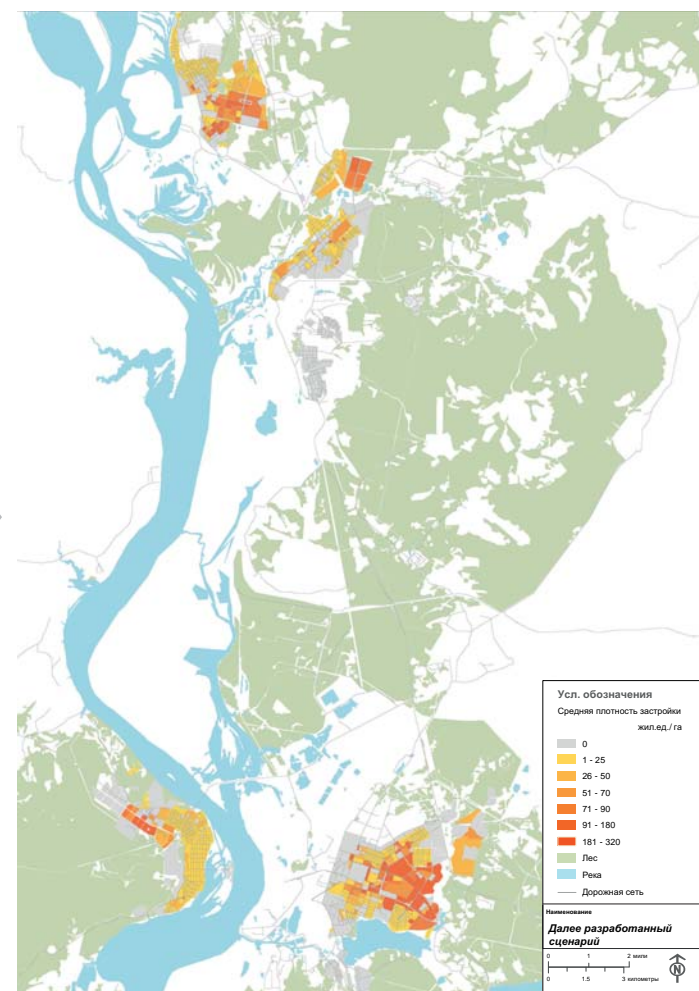 Усл. обозначения
Средняя плотность застройки
жил.ед./ га
0
1 - 25
26 - 50
51 - 70
71 - 90
91 - 180
181 - 320
Лес
Река
Дорожная сеть
Наименование
Далее разработанный
сценарий
0 1 2 мили
0 1.5 3 километры
N